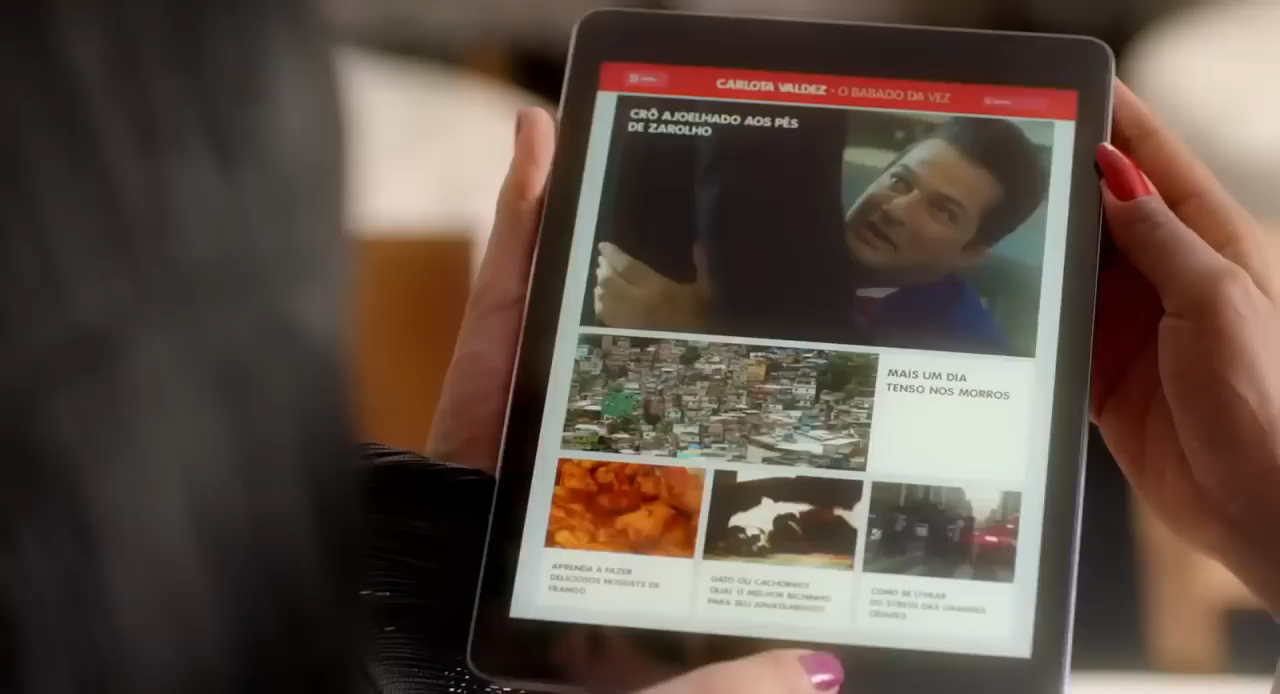 CARLOTA VALDEZ - O BABADO DA VEZ
CRÔ AJOELHADO AOS PÉS
DE ZAROLHO
MAIS UM DIA
TENSO NOS MORROS
APRENDA A FAZER
DELICIOSOS NUGGETS DE
FRANGO
GATO OU CACHORRO?
QUAL O MELHOR BICHINHO
PARA SEU APARTAMENTO
COMO SE LIVRAR
DO STRESS DAS GRANDES
CIDADES